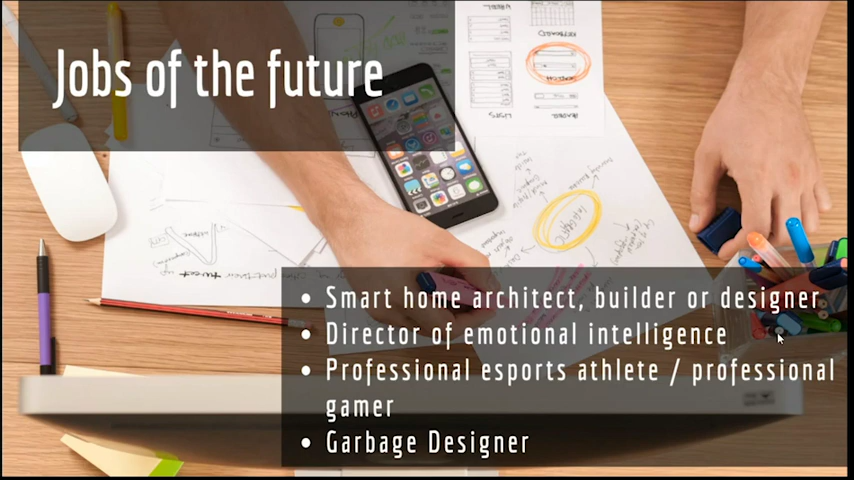 Jobs of the future
• Smart home architect, builder or designer
• Director of emotional intelligence
• Professional esports athlete / professional
gamer
• Garbage Designer